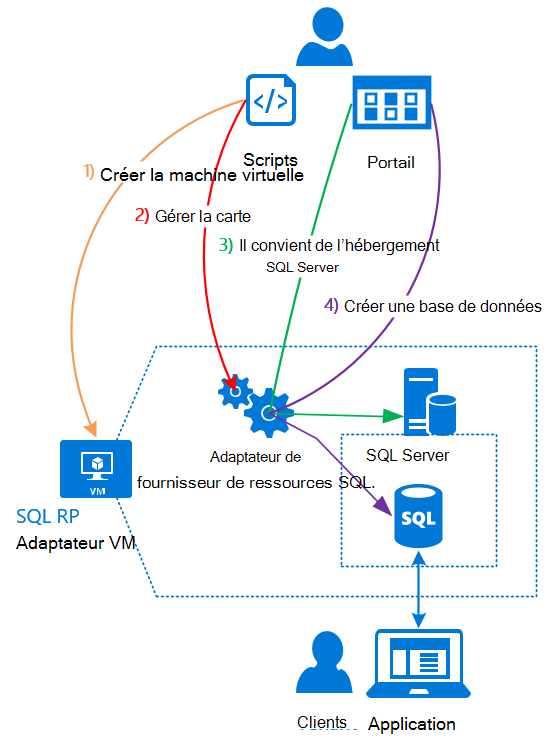 </>
Scripts
Portail
1) Créer la machine virtuelle
2) Gérer la carte
3) Il convient de l'hébergement
SQL Server
4) Créer une base de données
Adaptateur de
fournisseur de ressources SQL.
SQL Server
VM
SQL
SQL RP
Adaptateur VM
Clients
Application